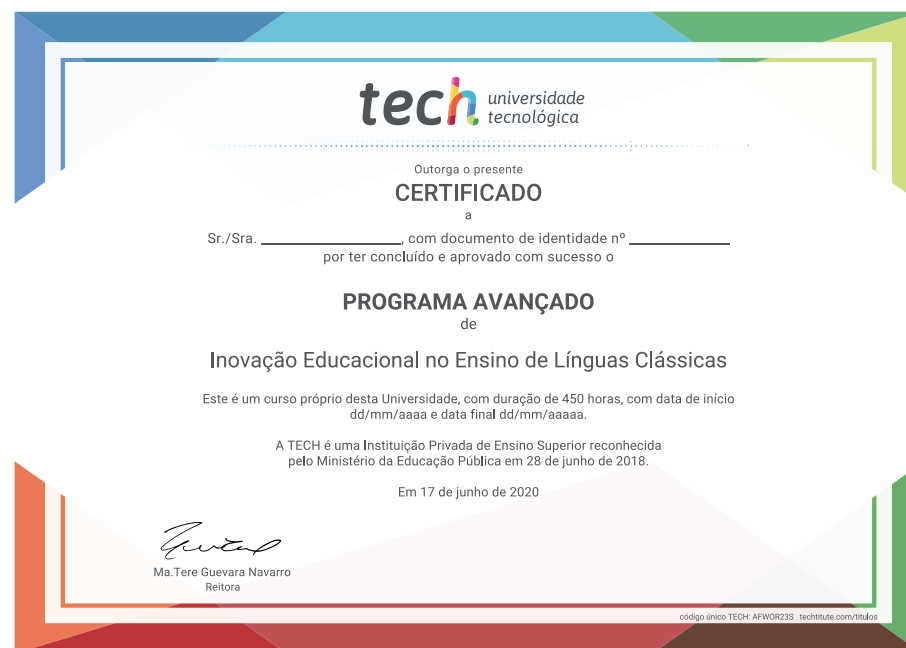 tech universidade
tecnológica
Outorga o presente
CERTIFICADO
a
Sr./Sra. ____________, com documento de identidade nº ____________
por ter concluído e aprovado com sucesso o
PROGRAMA AVANÇADO
de
Inovação Educacional no Ensino de Línguas Clássicas
Este é um curso próprio desta Universidade, com duração de 450 horas, com data de início
dd/mm/aaaa e data final dd/mm/aaaaa.
A TECH é uma Instituição Privada de Ensino Superior reconhecida
pelo Ministério da Educação Pública em 28 de junho de 2018.
Em 17 de junho de 2020
Ma.Tere Guevara Navarro
Reitora
código único TECH: AFWOR23S techtitute.com/titulos